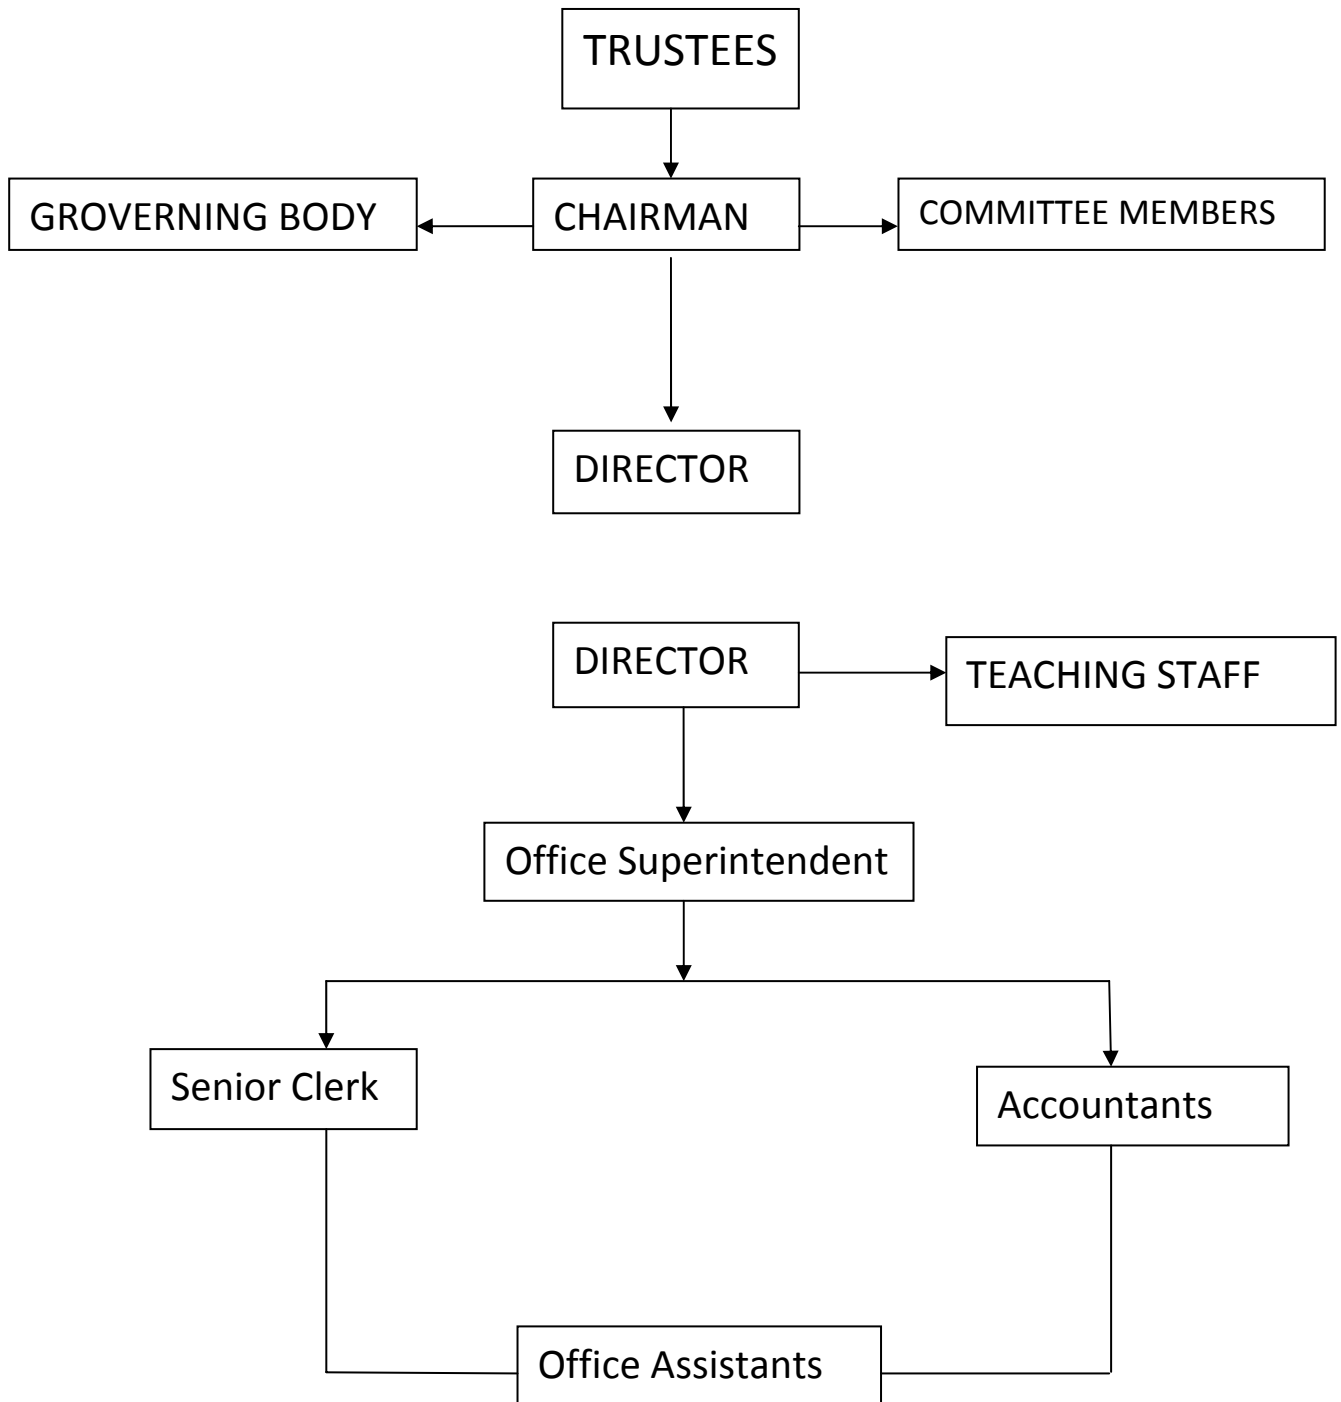 TRUSTEES
GROVERNING BODY
CHAIRMAN
COMMITTEE MEMBERS
DIRECTOR
DIRECTOR
TEACHING STAFF
Office Superintendent
Senior Clerk
Accountants
Office Assistants